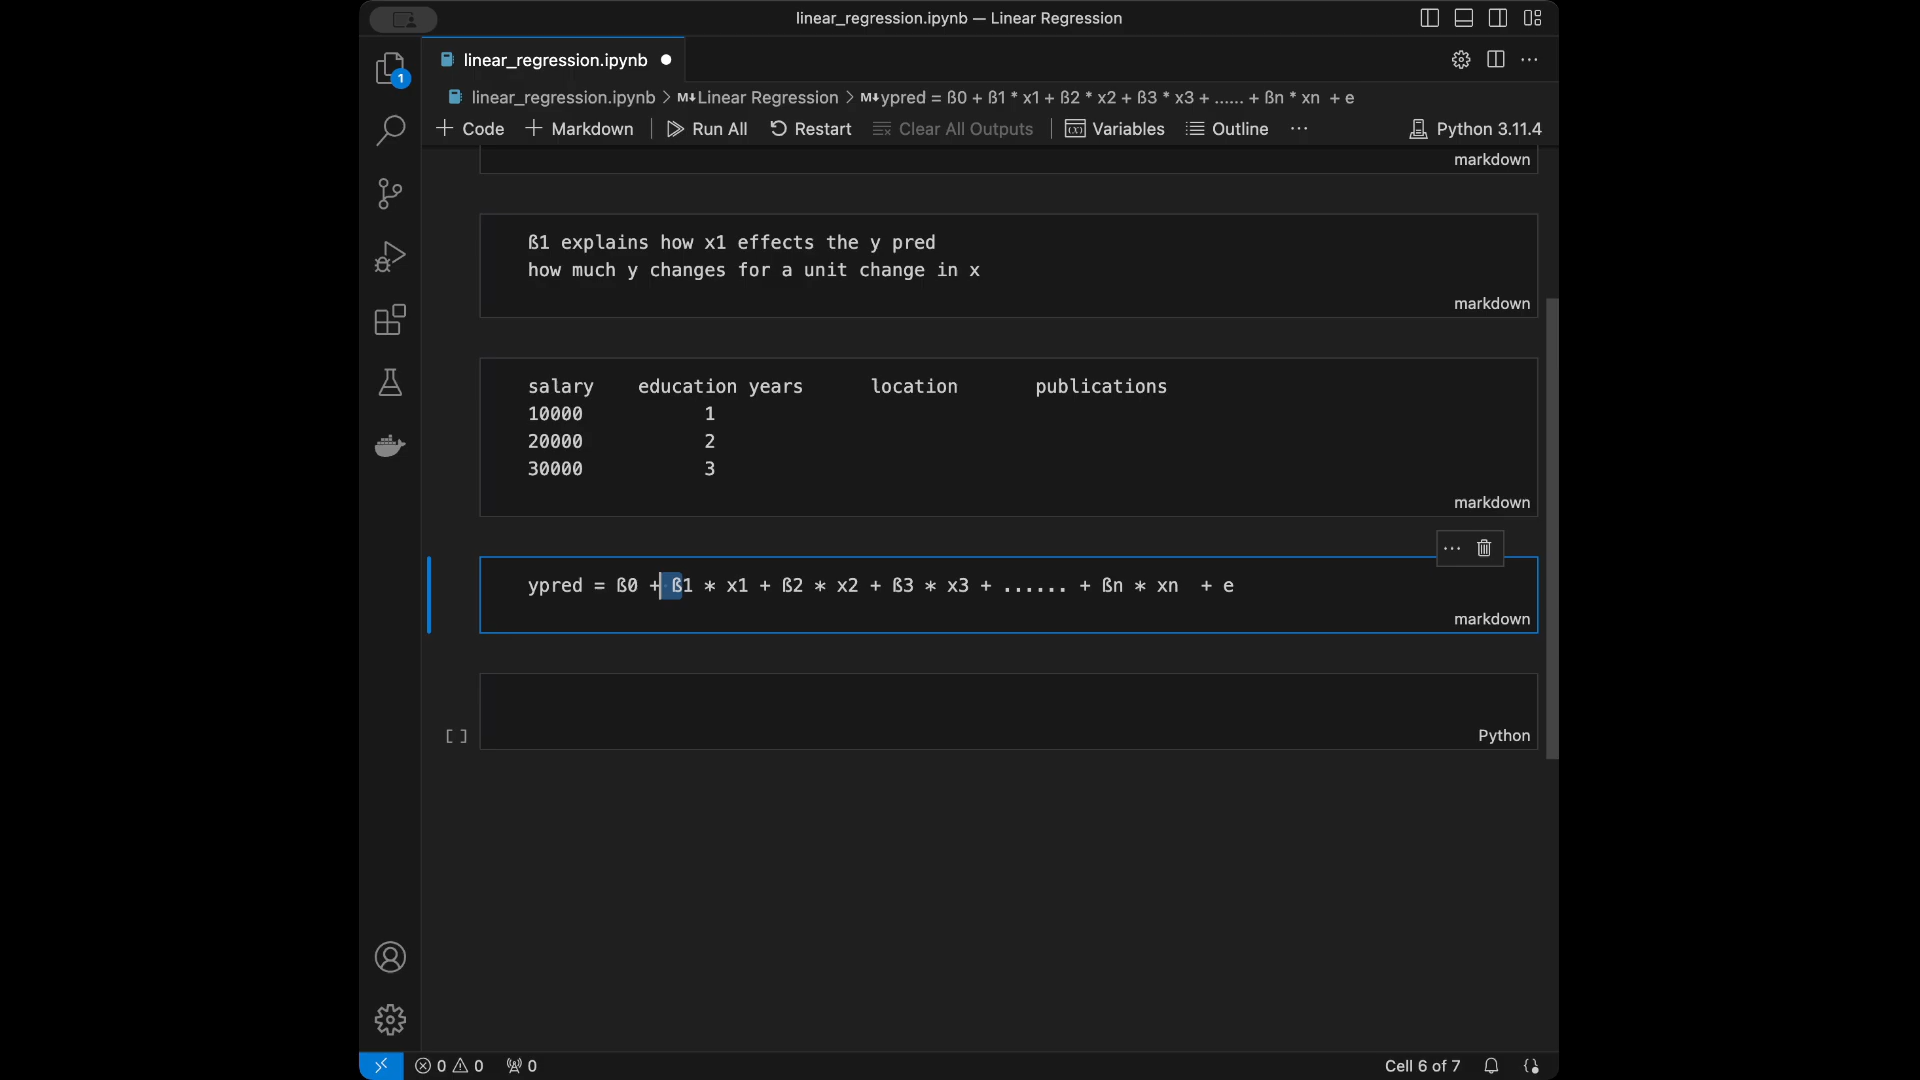 linear_regression.ipynb — Linear Regression
1
linear_regression.ipynb
linear_regression.ipynb > M↓Linear Regression > M↓ypred = ß0 + ß1 * x1 + ß2 * x2 + ß3 * x3 + ...... + ßn * xn + e
+ Code + Markdown Run All Restart Clear All Outputs Variables Outline ... Python 3.11.4
markdown
ß1 explains how x1 effects the y pred
how much y changes for a unit change in x
markdown
salary education years location publications
10000 1
20000 2
30000 3
markdown
ypred = ß0 + ß1 * x1 + ß2 * x2 + ß3 * x3 + ...... + ßn * xn + e
markdown
[ ]
Python
0 0 0 Cell 6 of 7